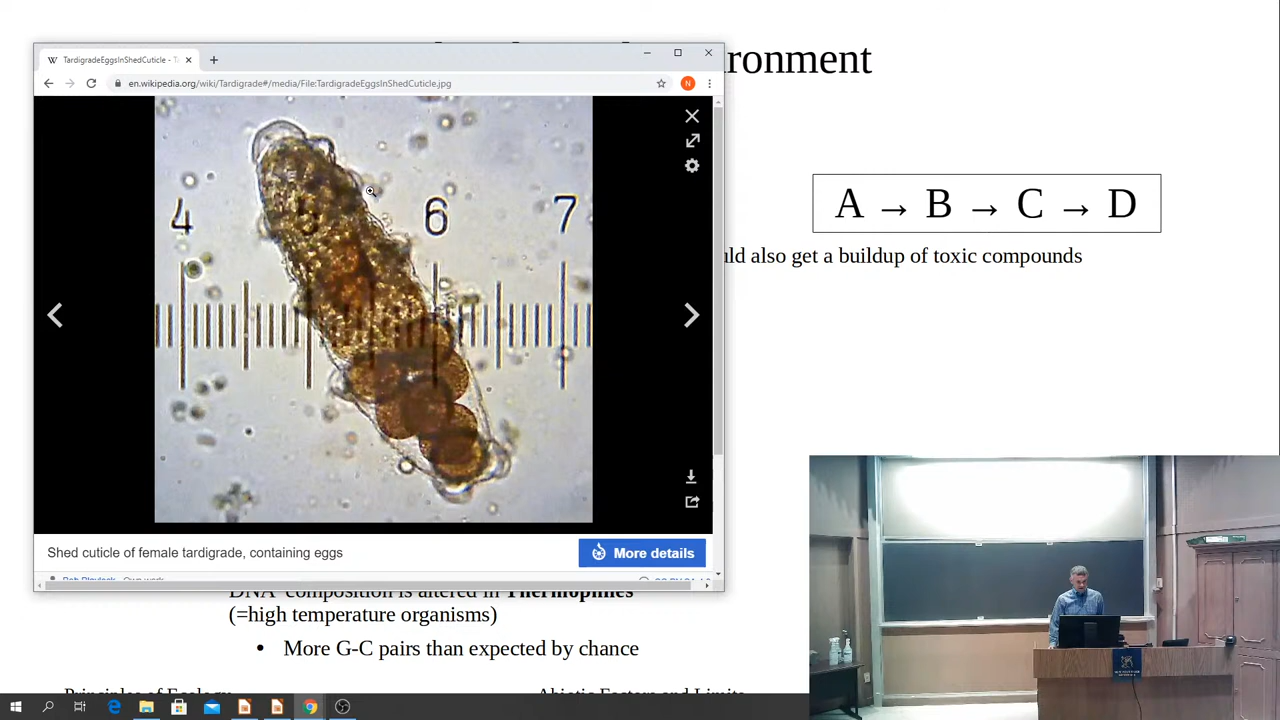 ronment
TardigradeEggsInShedCuticle - T
en.wikipedia.org/wiki/Tardigrade#/media/File:TardigradeEggsInShedCuticle.jpg
N
4
6
7
A → B → C → D
uld also get a buildup of toxic compounds
Shed cuticle of female tardigrade, containing eggs
More details
DNA composition is altered in Thermophiles
(=high temperature organisms)
• More G-C pairs than expected by chance
Principles of Ecology
Abiotic Factors and Limits